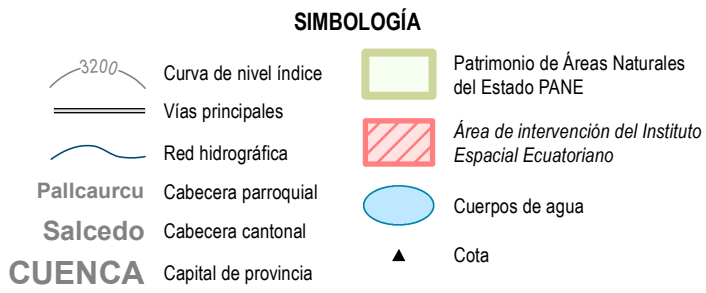 SIMBOLOGÍA
3200
Curva de nivel índice
Vías principales
Red hidrográfica
Pallcaurcu Cabecera parroquial
Salcedo Cabecera cantonal
CUENCA Capital de provincia
Patrimonio de Áreas Naturales
del Estado PANE
Área de intervención del Instituto
Espacial Ecuatoriano
Cuerpos de agua
Cota